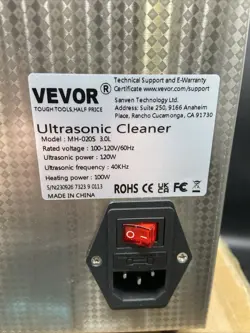 VEVOR®
TOUGH TOOLS, HALF PRICE
Technical Support and E-Warranty
Certificate www.vevor.com/support
Sanven Technology Ltd.
Address: Suite 250, 9166 Anaheim
Place, Rancho Cucamonga, CA 91730
Ultrasonic Cleaner
Model: MH-020S 3.0L
Rated voltage: 100-120V/60Hz
Ultrasonic power: 120W
Ultrasonic frequency: 40KHz
Heating power: 100W
S/N:230926 7323 9 0113
MADE IN CHINA
ROHS CE FC